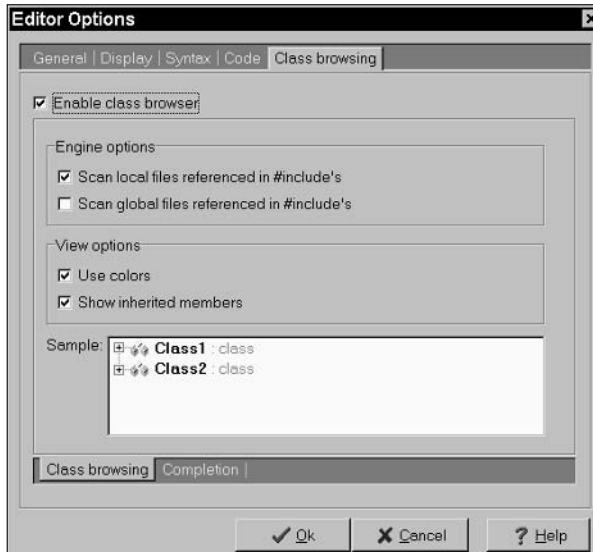 Editor Options
General | Display | Syntax | Code | Class browsing
Enable class browser
Engine options
Scan local files referenced in #include's
Scan global files referenced in #include's
View options
Use colors
Show inherited members
Sample:
Class1 : class
Class2 : class
Class browsing | Completion |
Ok
Cancel
? Help